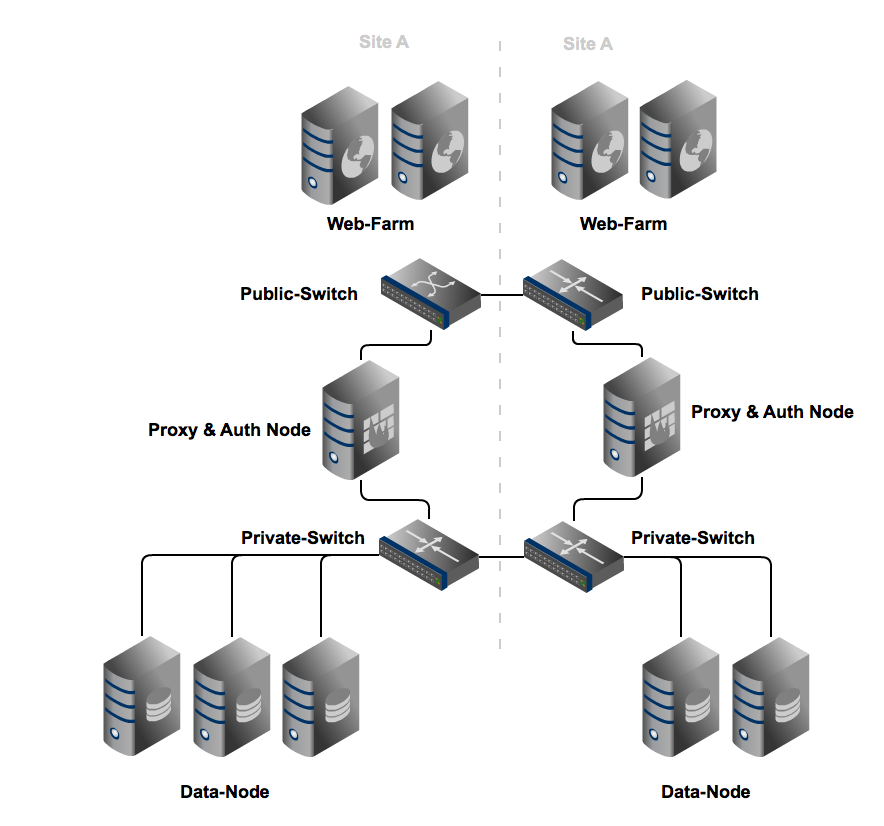 Site A
Site A
Web-Farm
Web-Farm
Public-Switch
Public-Switch
Proxy & Auth Node
Proxy & Auth Node
Private-Switch
Private-Switch
Data-Node
Data-Node